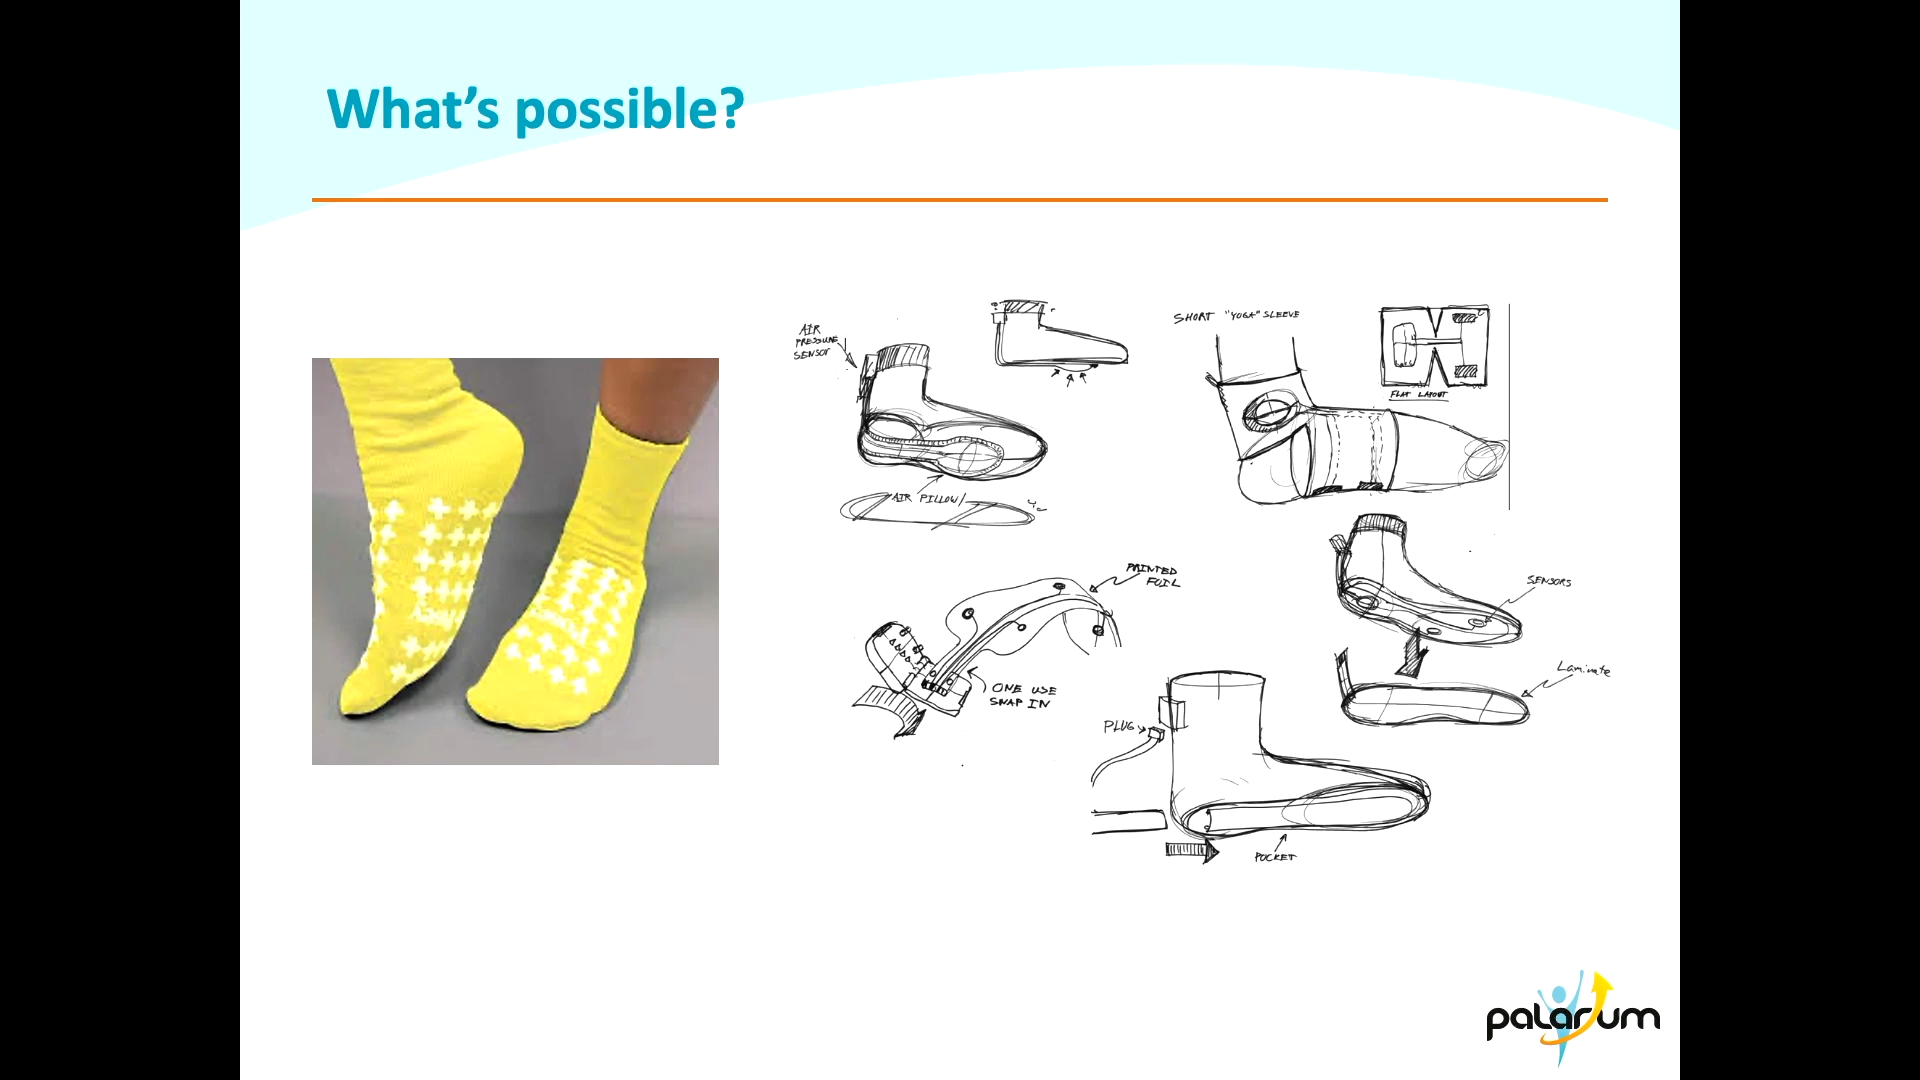 What's possible?
AIR
PRESSURE
SENSOR
AIR PILLOW
SHORT "YOGA" SLEEVE
FLAT LAYOUT
PRINTED
FOIL
ONE USE
SNAP IN
SENSORS
Laminate
PLUG
POCKET
palarum